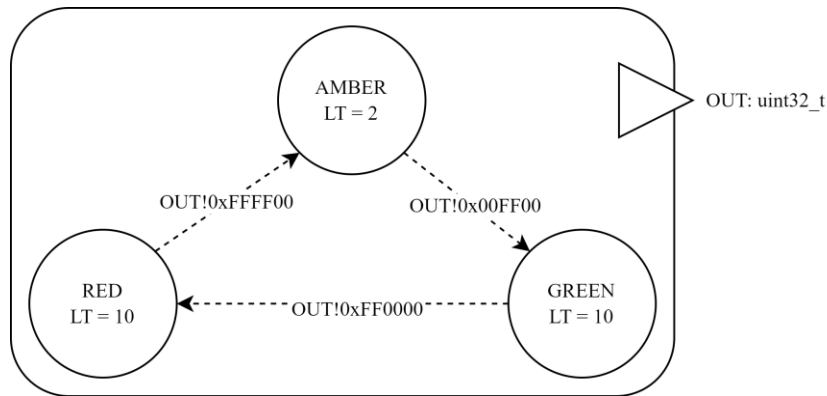 AMBER
LT = 2
OUT: uint32_t
OUT!0xFFFF00
OUT!0x00FF00
RED
LT = 10
GREEN
LT = 10
OUT!0xFF0000